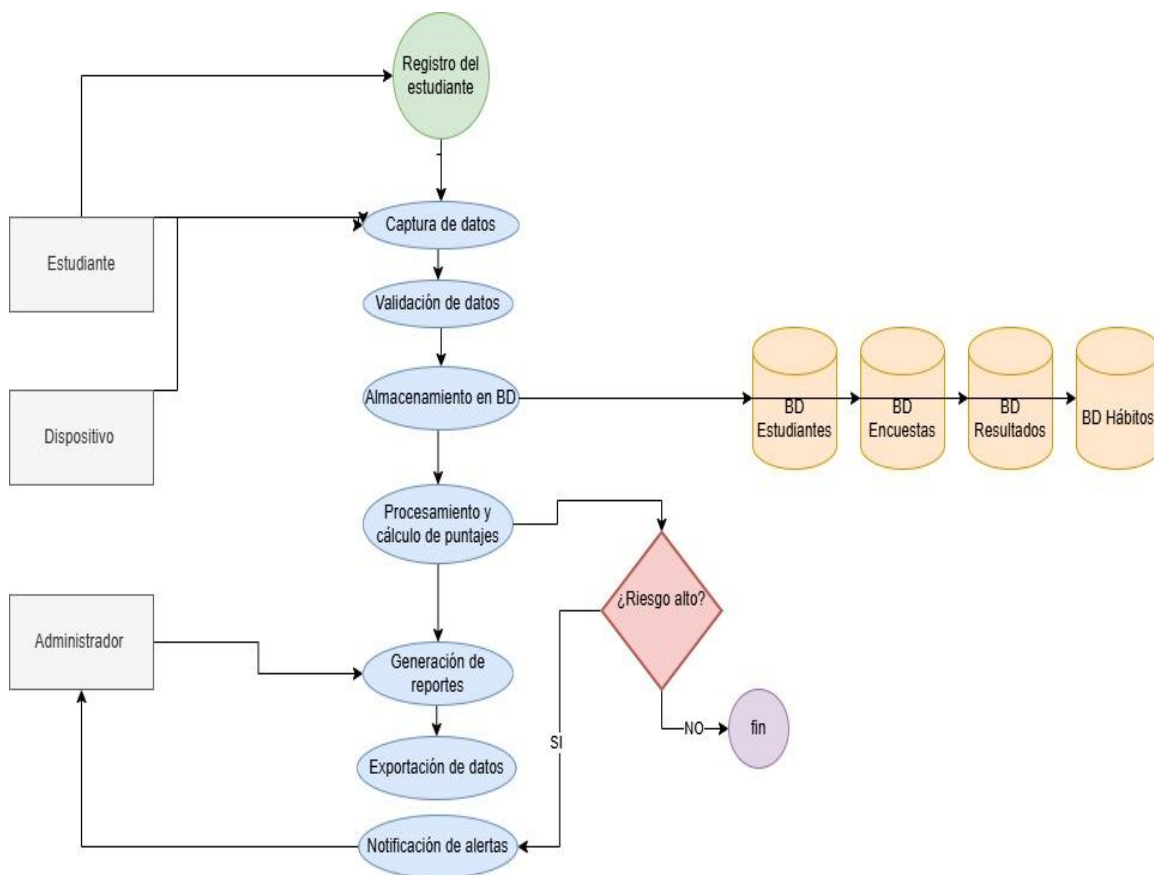 Registro del
estudiante
Captura de datos
Estudiante
Validación de datos
Almacenamiento en BD
BD
Estudiantes
BD
Encuestas
BD
Resultados
BD Hábitos
Dispositivo
Procesamiento y
cálculo de puntajes
¿Riesgo alto?
Administrador
Generación de
reportes
SI
NO
fin
Exportación de datos
Notificación de alertas